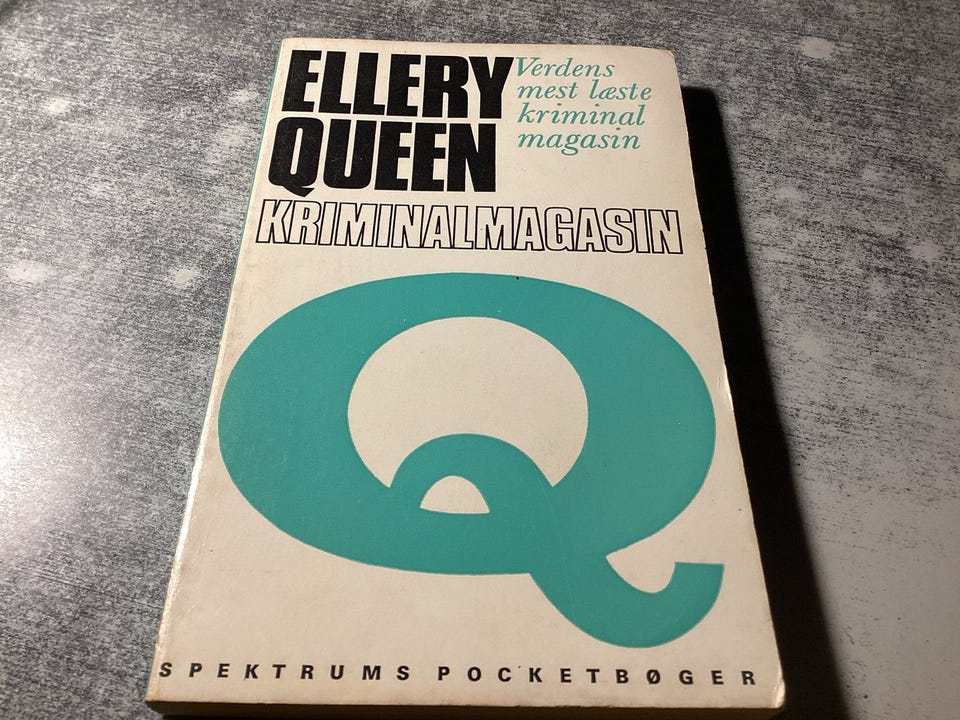 ELLERY
QUEEN
Verdens
mest læste
kriminal
magasin
KRIMINALMAGASIN
Q
SPEKTRUMS POCKETBØGER